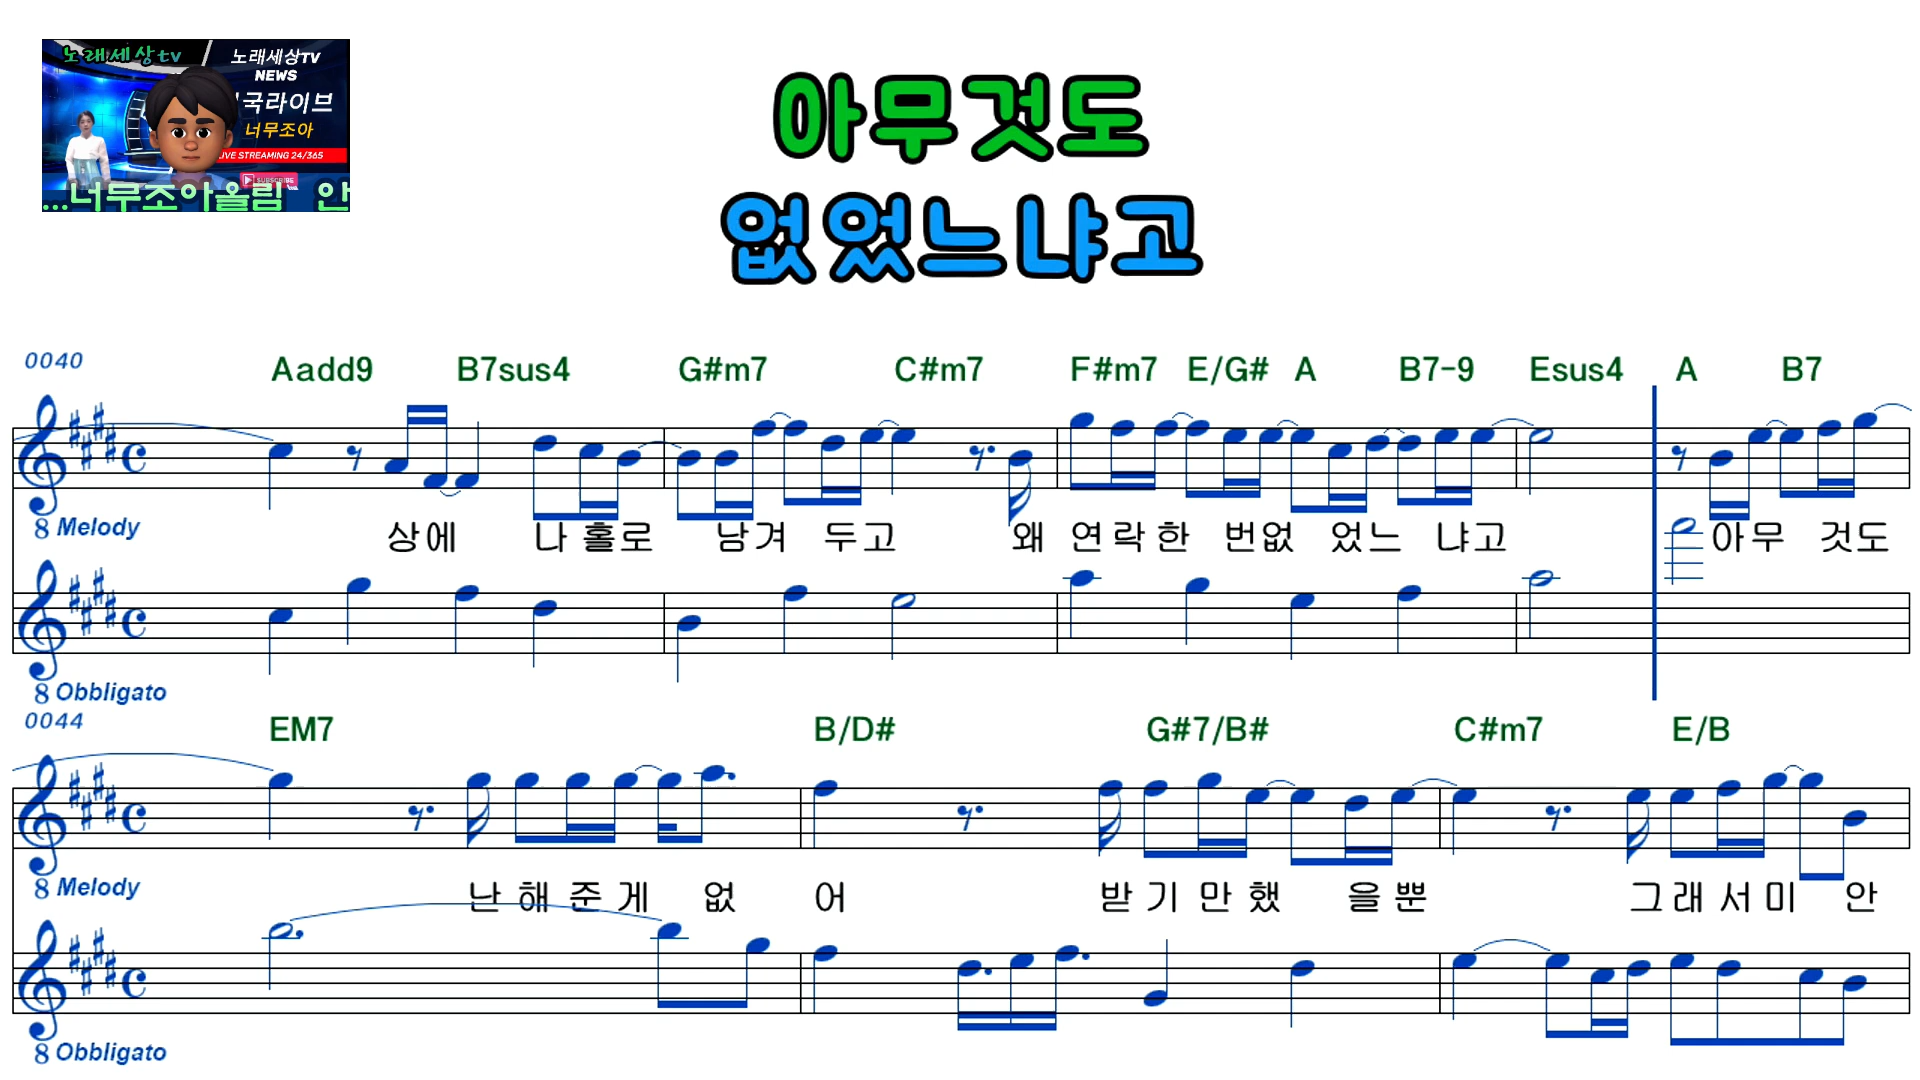 노래세상tv
노래세상TV
NEWS
국라이브
너무조아
LIVE STREAMING 24/365
SUBSCRIBE
...너무조아올림 안
아무것도
없었느냐고
0040
Aadd9 B7sus4 G#m7 C#m7 F#m7 E/G# A B7-9 Esus4 A B7
8 Melody
상에 나 홀로 남겨 두고 왜 연락한 번없 었느 냐고 아무 것도
8 Obbligato
0044
EM7 B/D# G#7/B# C#m7 E/B
8 Melody
난 해 준 게 없 어 받 기 만 했 을 뿐 그래 서미 안
8 Obbligato